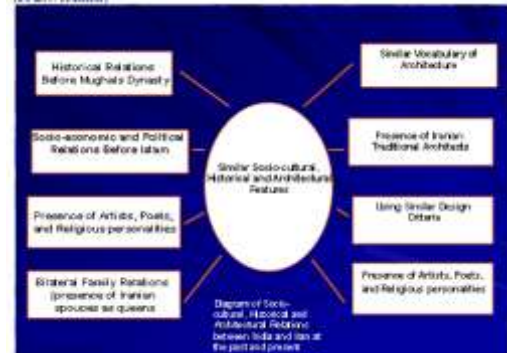 Historical Relations
Before Mughals Dynasty
Socio-economic and Political
Relations Before Islam
Presence of Artists, Poets,
and Religious personalities
Bilateral Family Relations
(presence of Iranian
spouses as queens
Similar Socio-cultural,
Historical and Architectural
Features
Similar Vocabulary of
Architecture
Presence of Iranian
Traditional Architects
Using Similar Design
Criteria
Presence of Artists, Poets,
and Religious personalities
Diagram of Socio-
cultural, Historical and
Architectural Relations
between India and Iran at
the past and present